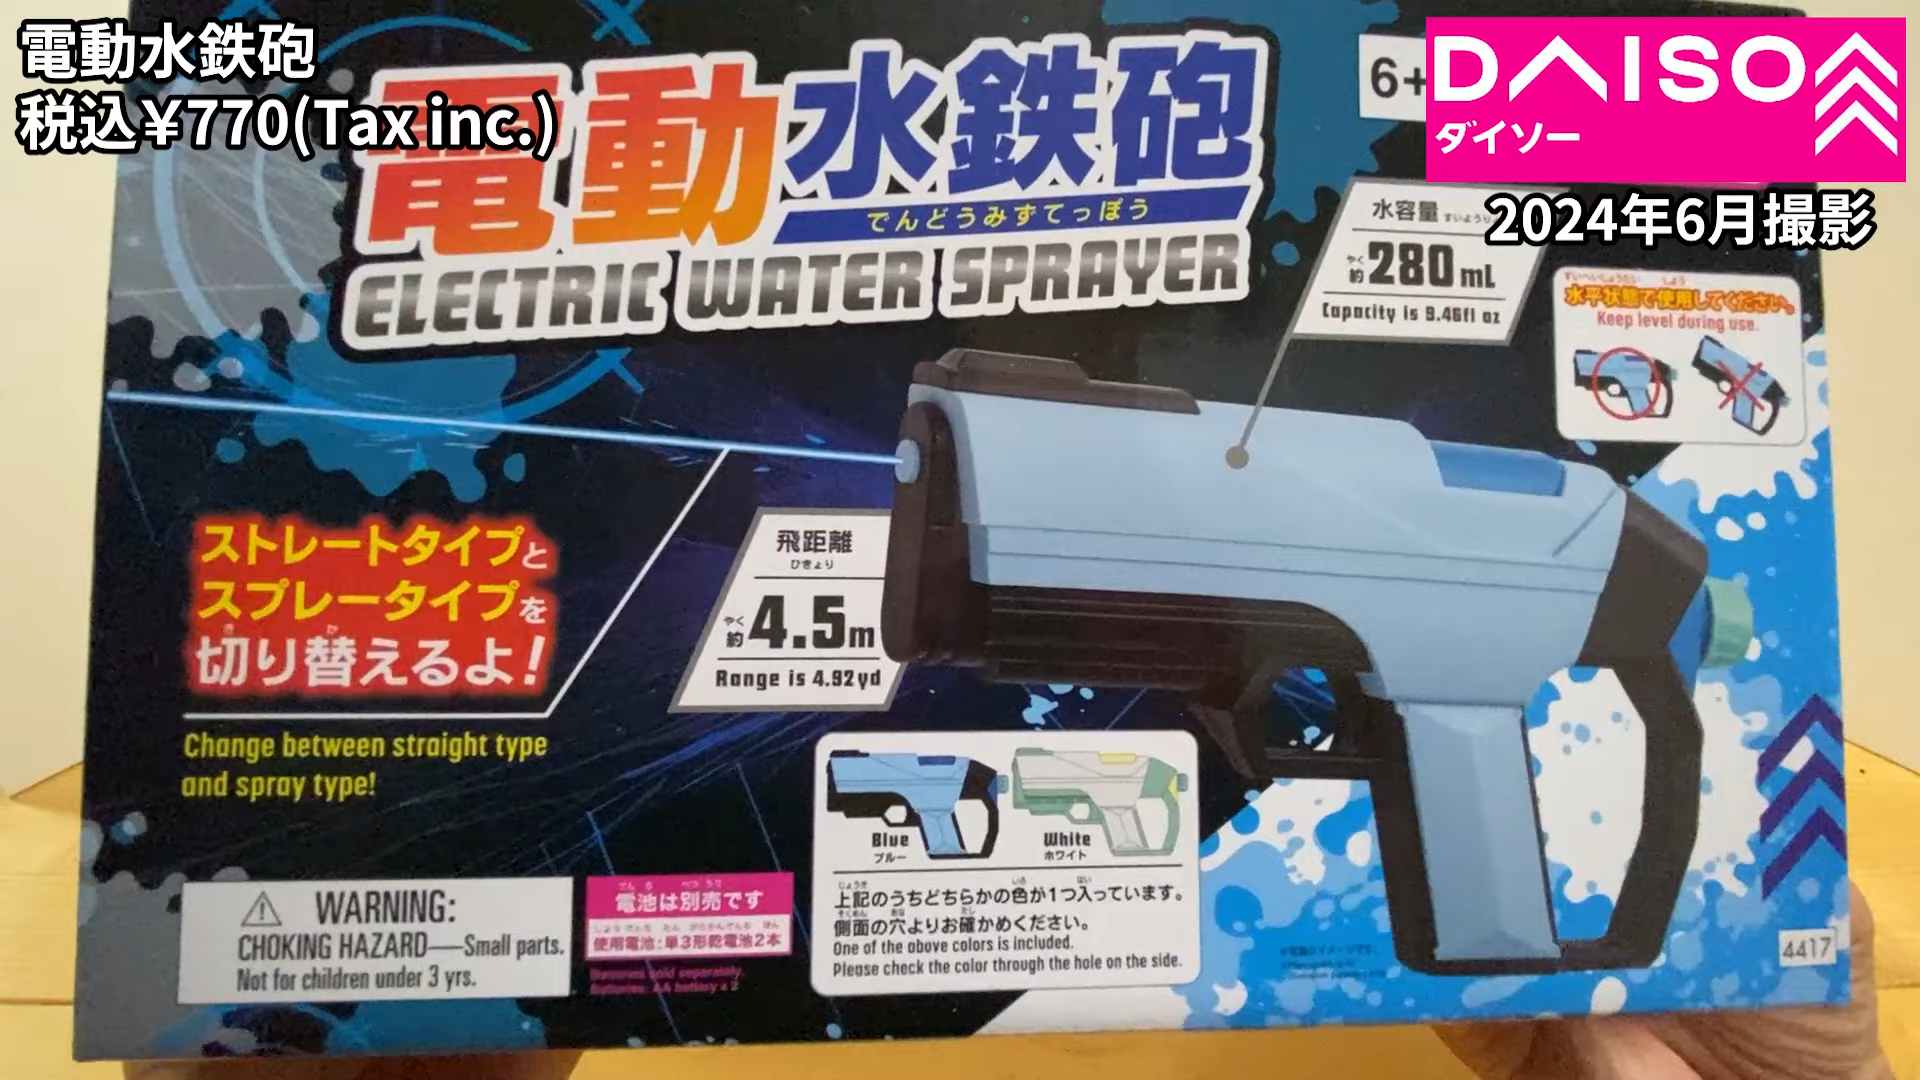 電動水鉄砲
税込￥770(Tax inc.)
DAISO
ダイソー
2024年6月撮影
電動水鉄砲
でんどうみずてっぽう
ELECTRIC WATER SPRAYER
6+
水容量
やく
約280mL
Capacity is 9.46fl oz
水平状態で使用してください。
Keep level during use.
飛距離
ひきょり
やく
約4.5m
Range is 4.92yd
ストレートタイプと
スプレータイプを
切り替えるよ!
Change between straight type
and spray type!
WARNING:
CHOKING HAZARD—Small parts.
Not for children under 3 yrs.
電池は別売です
使用電池:単3形乾電池2本
Batteries sold separately.
Batteries: AA battery x 2
Blue
ブルー
White
ホワイト
上記のうちどちらかの色が1つ入っています。
側面の穴よりお確かめください。
One of the above colors is included.
Please check the color through the hole on the side.
4417